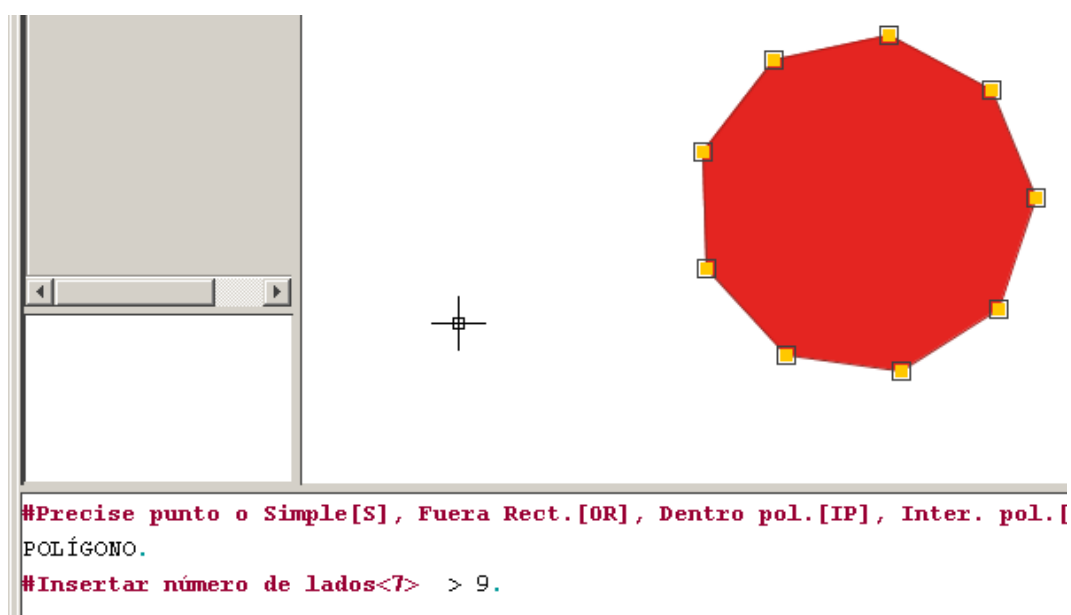 #Precise punto o Simple[S], Fuera Rect.[OR], Dentro pol.[IP], Inter. pol.[
POLÍGONO.
#Insertar número de lados<7> > 9.